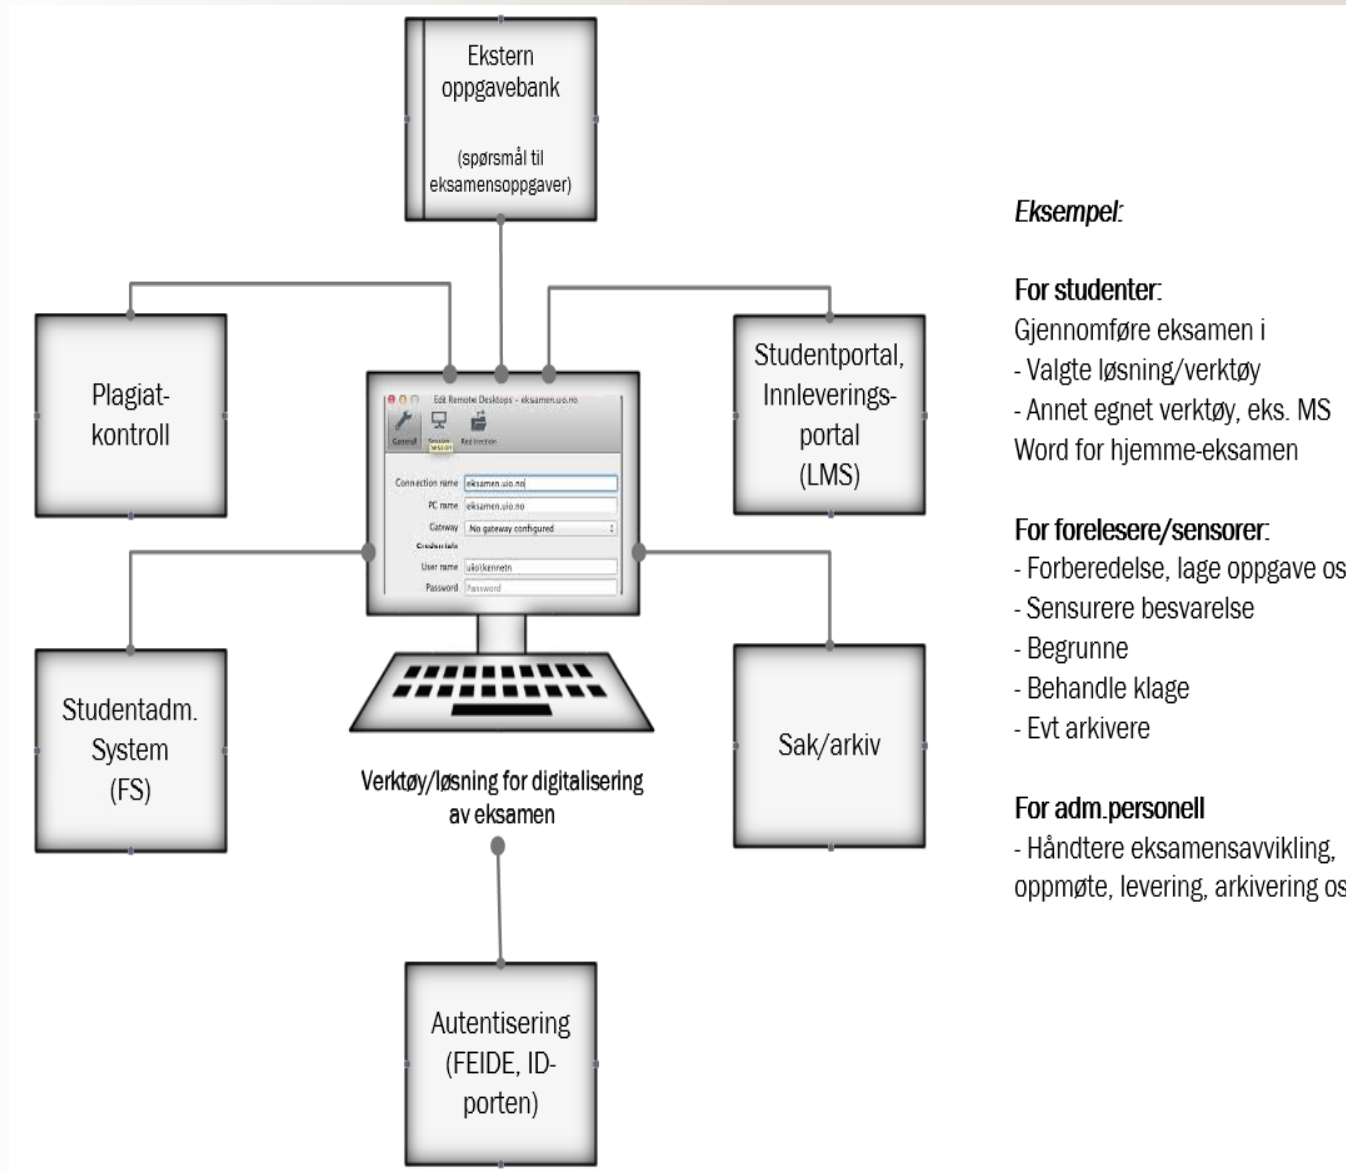 Ekstern
oppgavebank
(spørsmål til
eksamensoppgaver)
Plagiat-
kontroll
Studentportal,
Innleverings-
portal
(LMS)
Edit Remote Desktops - eksamen.uio.no
General
Session
Redirection
Session
Connection name
eksamen.uio.no
PC name
eksamen.uio.no
Gateway
No gateway configured
Credentials
User name
uio\kennetn
Password
Password
Studentadm.
System
(FS)
Sak/arkiv
Verktøy/løsning for digitalisering
av eksamen
Autentisering
(FEIDE, ID-
porten)
Eksempel:
For studenter:
Gjennomføre eksamen i
- Valgte løsning/verktøy
- Annet egnet verktøy, eks. MS
Word for hjemme-eksamen
For forelesere/sensorer:
- Forberedelse, lage oppgave os
- Sensurere besvarelse
- Begrunne
- Behandle klage
- Evt arkivere
For adm.personell
- Håndtere eksamensavvikling,
oppmøte, levering, arkivering os